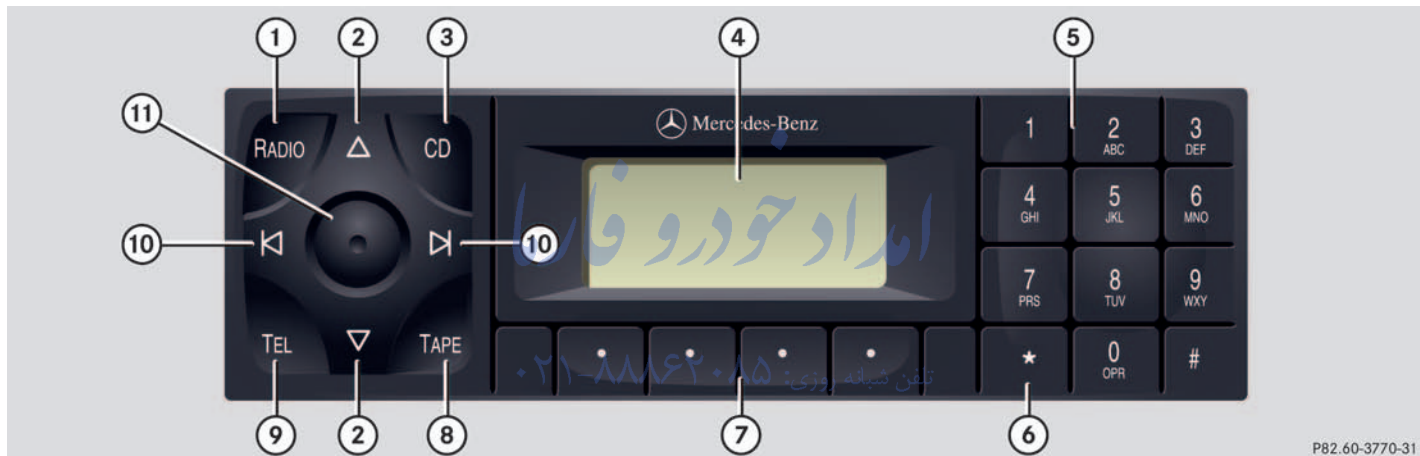 1 2 3 4 5
11
RADIO CD
Mercedes-Benz
1 2 ABC 3 DEF
4 GHI 5 JKL 6 MNO
10 10
امداد خودرو فارسا
7 PRS 8 TUV 9 WXY
TEL TAPE
* 0 OPR #
تلفن شبانه روزی: ۸۸۸۶۲۰۸۵-۰۲۱
9 2 8 7 6
P82.60-3770-31